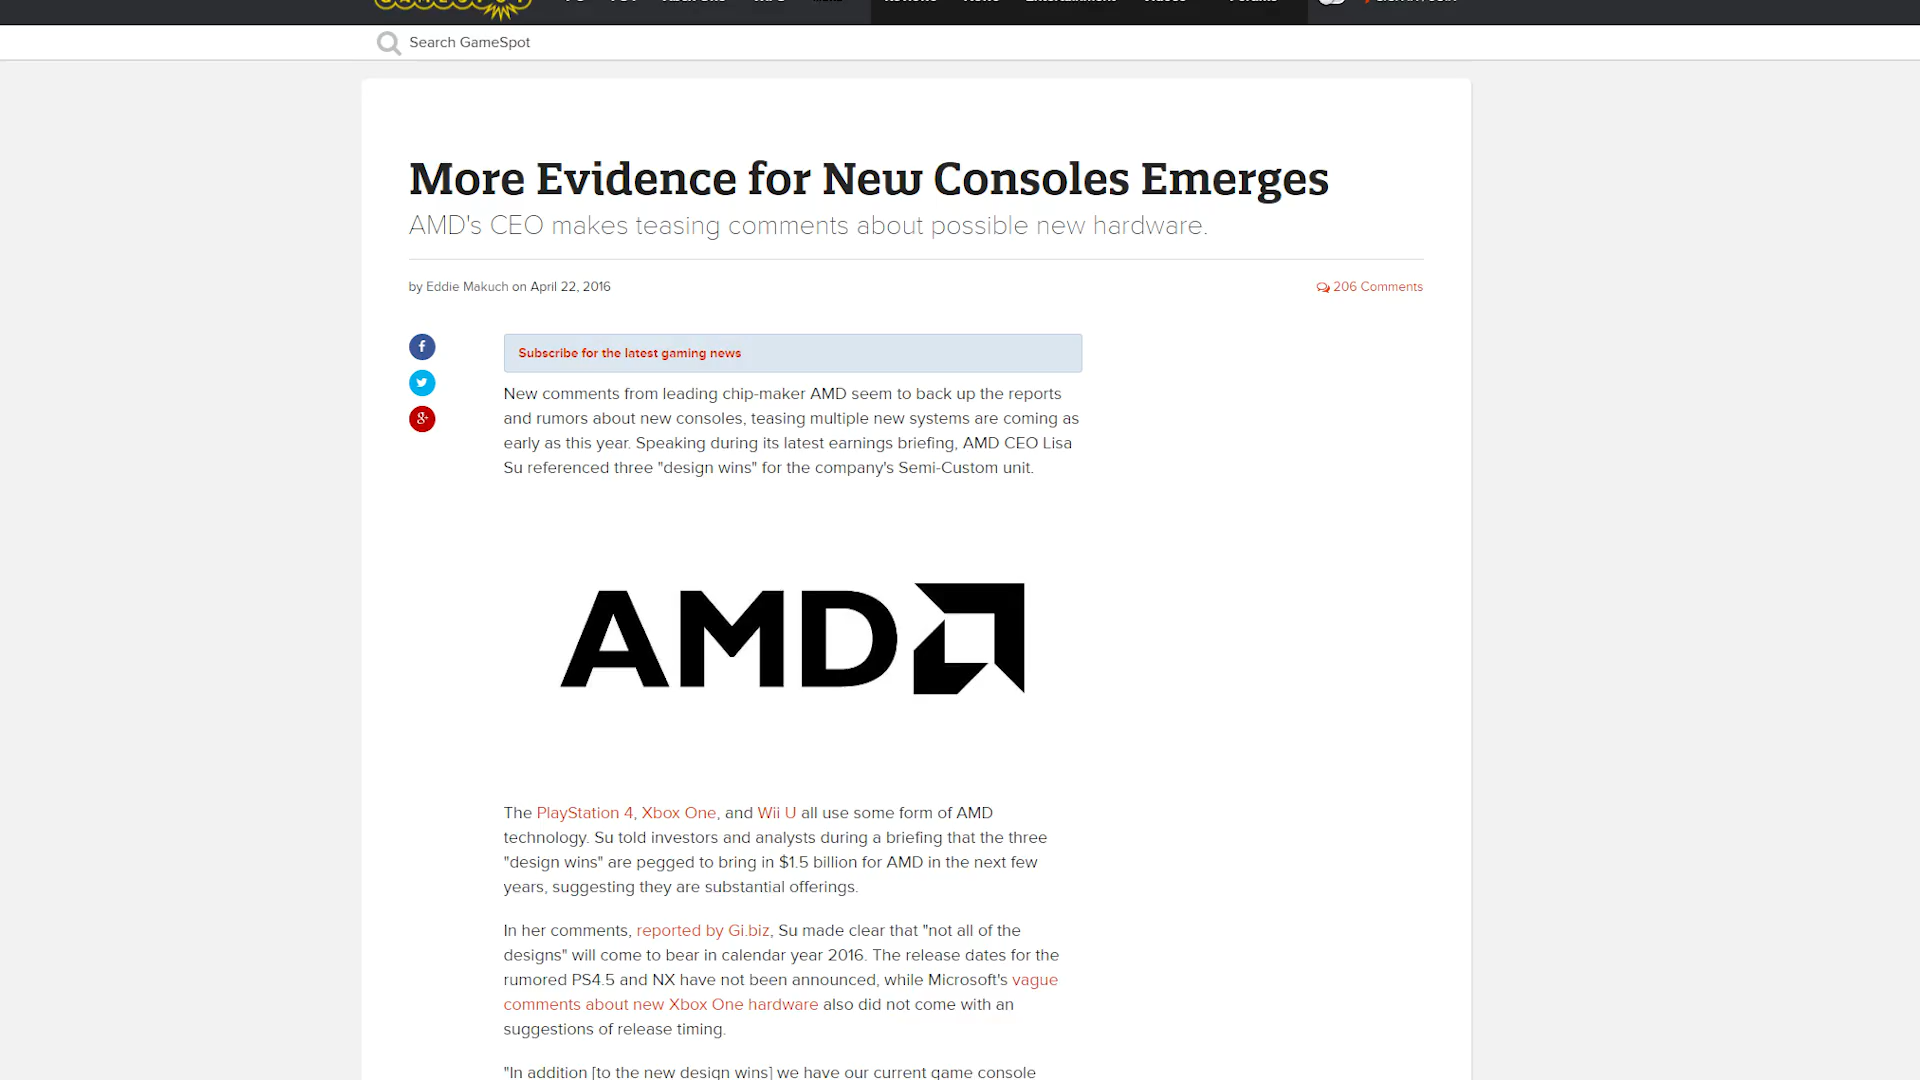 Search GameSpot
More Evidence for New Consoles Emerges
AMD's CEO makes teasing comments about possible new hardware.
by Eddie Makuch on April 22, 2016
206 Comments
Subscribe for the latest gaming news
New comments from leading chip-maker AMD seem to back up the reports
and rumors about new consoles, teasing multiple new systems are coming as
early as this year. Speaking during its latest earnings briefing, AMD CEO Lisa
Su referenced three "design wins" for the company's Semi-Custom unit.
AMD
The PlayStation 4, Xbox One, and Wii U all use some form of AMD
technology. Su told investors and analysts during a briefing that the three
"design wins" are pegged to bring in $1.5 billion for AMD in the next few
years, suggesting they are substantial offerings.
In her comments, reported by Gi.biz, Su made clear that "not all of the
designs" will come to bear in calendar year 2016. The release dates for the
rumored PS4.5 and NX have not been announced, while Microsoft's vague
comments about new Xbox One hardware also did not come with an
suggestions of release timing.
"In addition [to the new design wins] we have our current game console